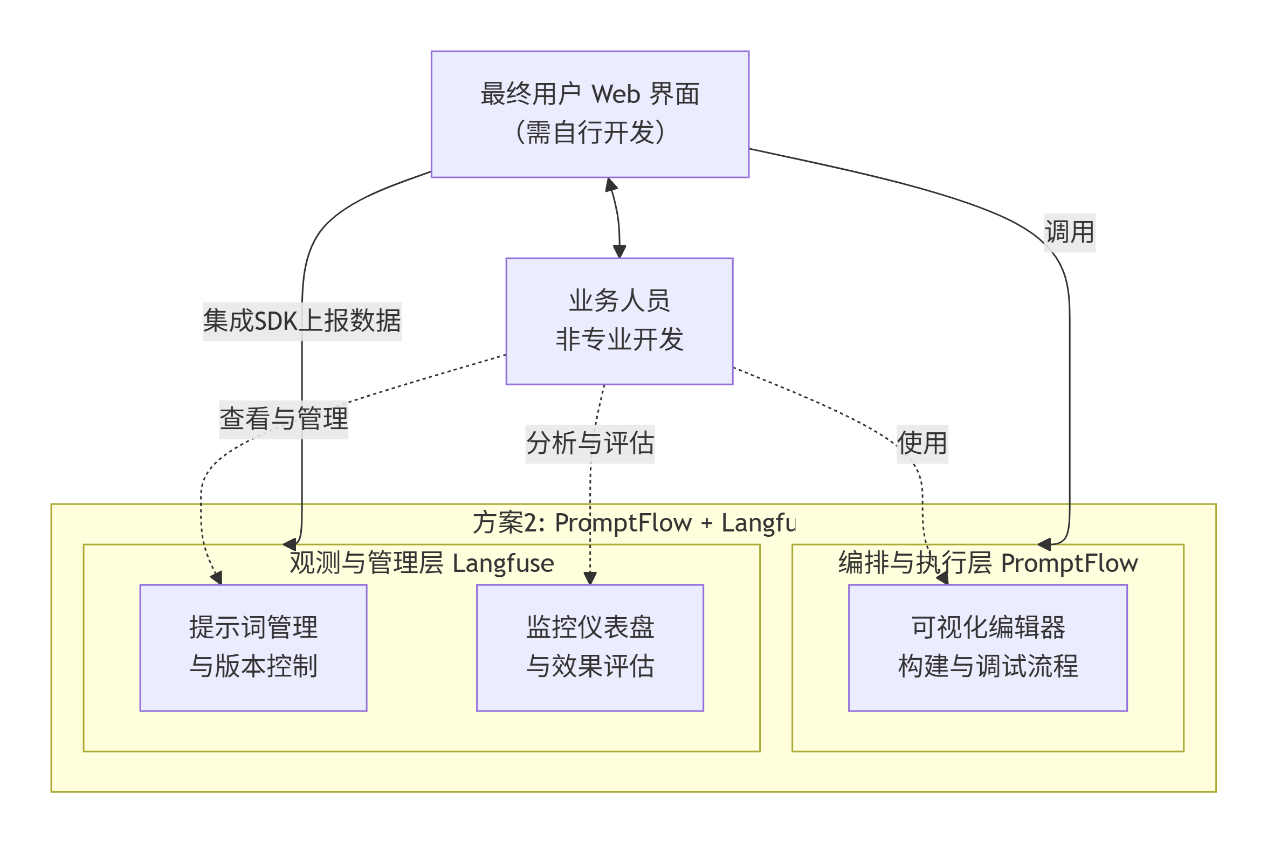 最终用户 Web 界面
（需自行开发）
调用
业务人员
非专业开发
集成SDK上报数据
查看与管理
分析与评估
使用
方案2: PromptFlow + Langfu
观测与管理层 Langfuse
编排与执行层 PromptFlow
提示词管理
与版本控制
监控仪表盘
与效果评估
可视化编辑器
构建与调试流程